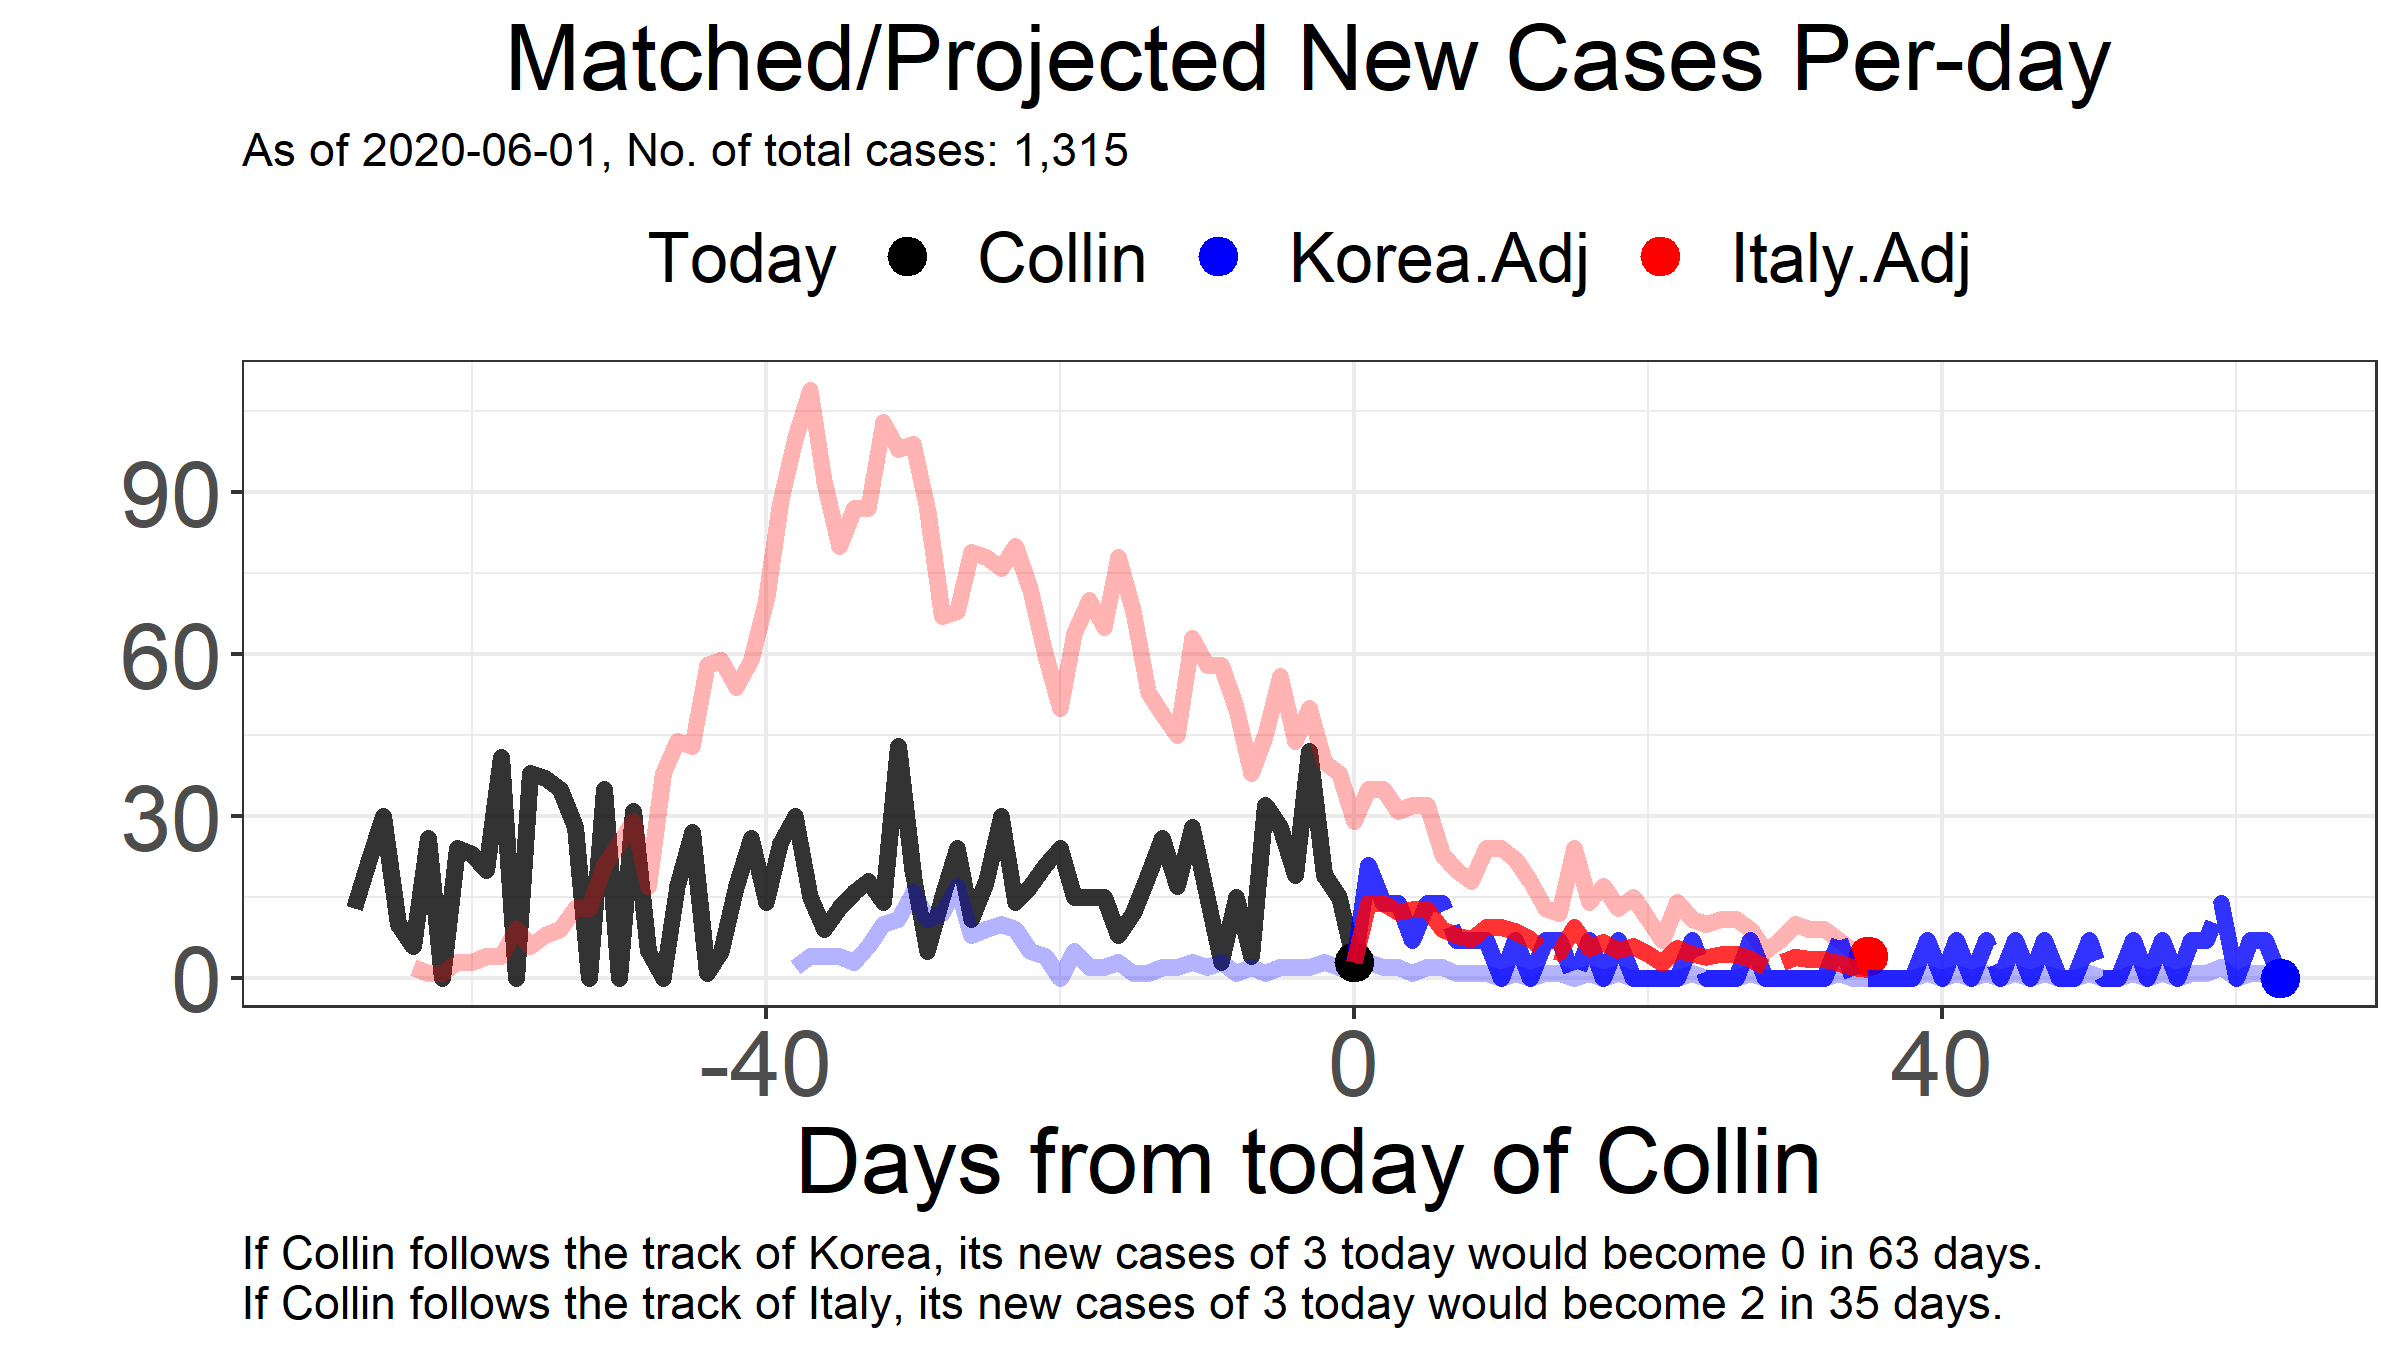 Matched/Projected New Cases Per-day
As of 2020-06-01, No. of total cases: 1,315
Today Collin Korea.Adj Italy.Adj
90
60
30
0
-40 0 40
Days from today of Collin
If Collin follows the track of Korea, its new cases of 3 today would become 0 in 63 days.
If Collin follows the track of Italy, its new cases of 3 today would become 2 in 35 days.